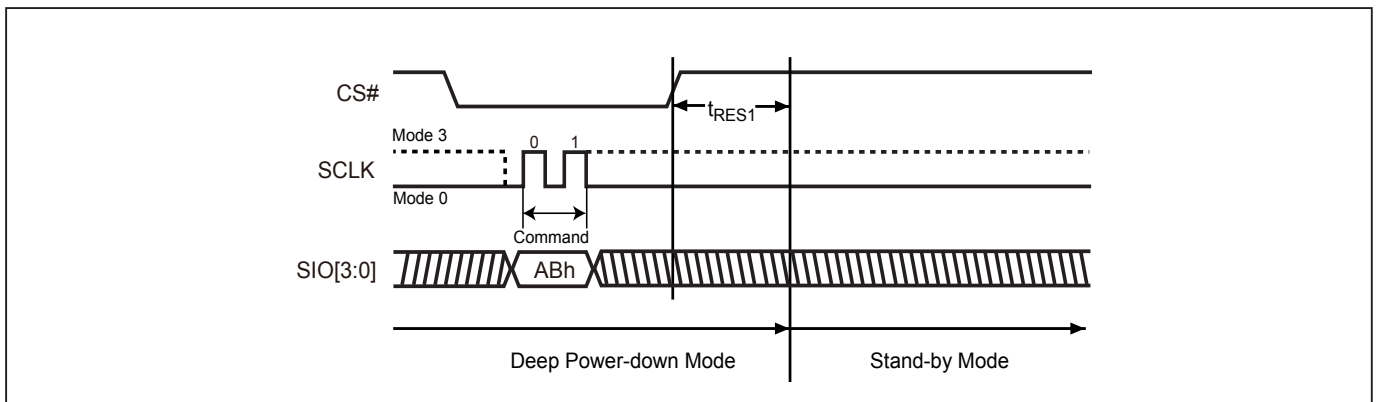 CS#
tRES1
Mode 3
0 1
SCLK
Mode 0
Command
SIO[3:0]
ABh
Deep Power-down Mode
Stand-by Mode